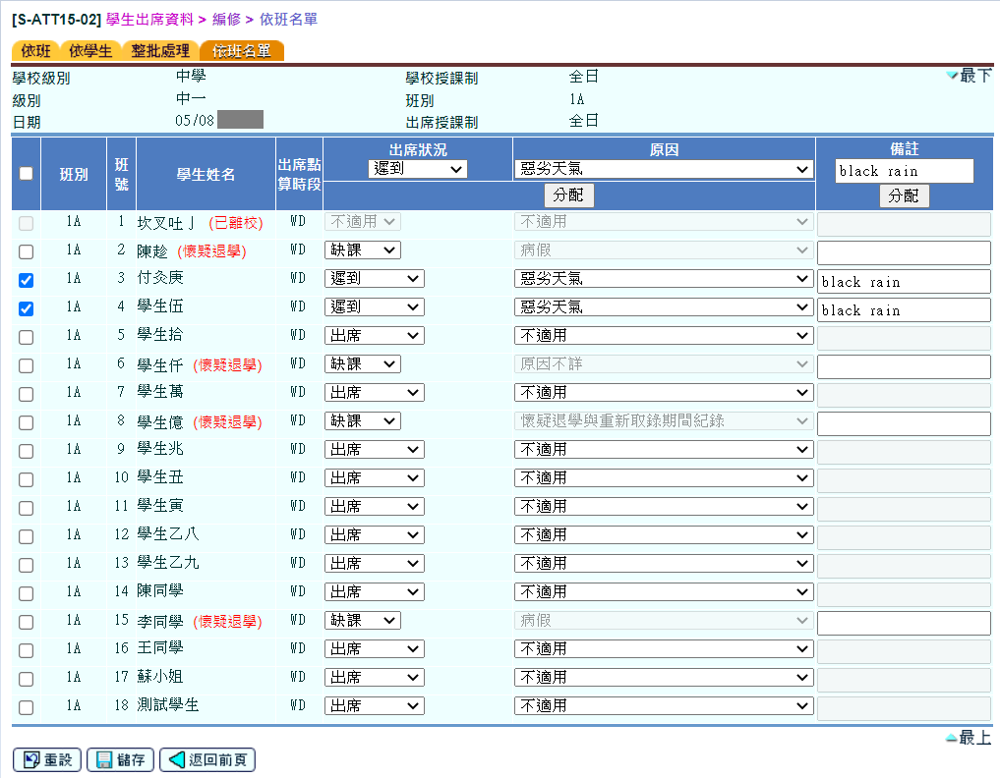 [S-ATT15-02] 學生出席資料 > 編修 > 依班名單
依班 依學生 整批處理 依班名單
學校級別 中學 學校授課制 全日 最下
級別 中一 班別 1A
日期 05/08 出席授課制 全日
班別 班號 學生姓名 出席點算時段 出席狀況 原因 備註
遲到 惡劣天氣 black rain
分配 分配
1A 1 坎叉吐亅 (已離校) WD 不適用 不適用
1A 2 陳趁 (懷疑退學) WD 缺課 病假
1A 3 付灸庚 WD 遲到 惡劣天氣 black rain
1A 4 學生伍 WD 遲到 惡劣天氣 black rain
1A 5 學生拾 WD 出席 不適用
1A 6 學生仟 (懷疑退學) WD 缺課 原因不詳
1A 7 學生萬 WD 出席 不適用
1A 8 學生億 (懷疑退學) WD 缺課 懷疑退學與重新取錄期間紀錄
1A 9 學生兆 WD 出席 不適用
1A 10 學生丑 WD 出席 不適用
1A 11 學生寅 WD 出席 不適用
1A 12 學生乙八 WD 出席 不適用
1A 13 學生乙九 WD 出席 不適用
1A 14 陳同學 WD 出席 不適用
1A 15 李同學 (懷疑退學) WD 缺課 病假
1A 16 王同學 WD 出席 不適用
1A 17 蘇小姐 WD 出席 不適用
1A 18 測試學生 WD 出席 不適用
最上
重設 儲存 返回前頁